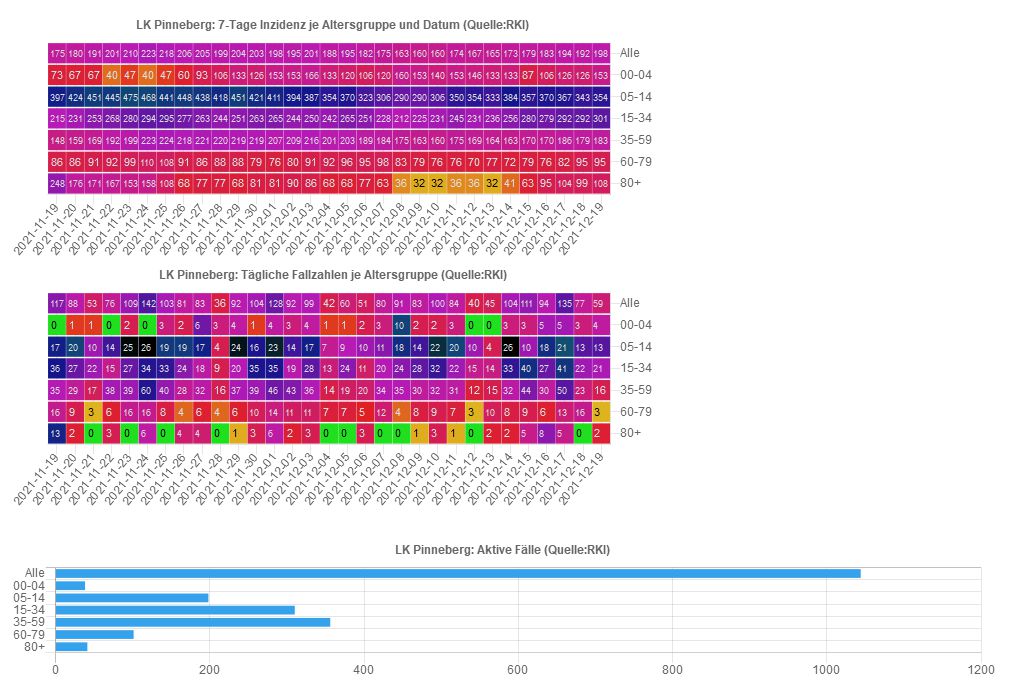 LK Pinneberg: 7-Tage Inzidenz je Altersgruppe und Datum (Quelle:RKI)
175 180 191 201 210 223 218 206 205 199 204 203 198 195 201 188 195 182 175 163 160 160 174 167 165 173 179 183 194 192 198 Alle
73 67 67 40 47 40 47 60 93 106 133 126 153 153 166 133 120 106 120 160 153 140 153 146 133 133 87 106 126 126 153 00-04
397 424 451 445 475 468 441 448 438 418 451 421 411 394 387 354 370 323 306 290 290 306 350 354 333 384 357 370 367 343 354 05-14
215 231 253 268 280 294 295 277 263 244 251 263 265 244 250 242 265 251 228 212 225 231 245 231 236 256 280 279 292 292 301 15-34
148 159 169 192 199 223 224 218 221 220 219 219 207 209 216 201 203 189 184 175 163 160 175 169 164 163 170 170 186 179 183 35-59
86 86 91 92 99 110 108 91 86 88 88 79 76 80 91 92 96 95 98 83 79 76 76 70 77 72 79 76 82 95 95 60-79
248 176 171 167 153 158 108 68 77 77 68 81 81 90 86 68 68 77 63 36 32 32 36 36 32 41 63 95 104 99 108 80+
2021-11-19 2021-11-20 2021-11-21 2021-11-22 2021-11-23 2021-11-24 2021-11-25 2021-11-26 2021-11-27 2021-11-28 2021-11-29 2021-11-30 2021-12-01 2021-12-02 2021-12-03 2021-12-04 2021-12-05 2021-12-06 2021-12-07 2021-12-08 2021-12-09 2021-12-10 2021-12-11 2021-12-12 2021-12-13 2021-12-14 2021-12-15 2021-12-16 2021-12-17 2021-12-18 2021-12-19
LK Pinneberg: Tägliche Fallzahlen je Altersgruppe (Quelle:RKI)
117 88 53 76 109 142 103 81 83 36 92 104 128 92 99 42 60 51 80 91 83 100 84 40 45 104 111 94 135 77 59 Alle
0 1 1 0 2 0 3 2 6 3 4 1 4 3 4 1 1 2 3 10 2 2 3 0 0 3 3 5 5 3 4 00-04
17 20 10 14 25 26 19 19 17 4 24 16 23 14 17 7 9 10 11 18 14 22 20 10 4 26 10 18 21 13 13 05-14
36 27 22 15 27 34 33 24 18 9 20 35 35 19 28 13 24 11 20 24 28 32 22 15 14 33 40 27 41 22 21 15-34
35 29 17 38 39 60 40 28 32 16 37 39 46 43 36 14 19 20 34 35 30 32 31 12 15 32 44 30 50 23 16 35-59
16 9 3 6 16 16 8 4 6 4 6 10 14 11 11 7 7 5 12 4 8 9 7 3 10 8 9 6 13 16 3 60-79
13 2 0 3 0 6 0 4 4 0 1 3 6 2 3 0 0 3 0 0 1 3 1 0 2 2 5 8 5 0 2 80+
2021-11-19 2021-11-20 2021-11-21 2021-11-22 2021-11-23 2021-11-24 2021-11-25 2021-11-26 2021-11-27 2021-11-28 2021-11-29 2021-11-30 2021-12-01 2021-12-02 2021-12-03 2021-12-04 2021-12-05 2021-12-06 2021-12-07 2021-12-08 2021-12-09 2021-12-10 2021-12-11 2021-12-12 2021-12-13 2021-12-14 2021-12-15 2021-12-16 2021-12-17 2021-12-18 2021-12-19
LK Pinneberg: Aktive Fälle (Quelle:RKI)
Alle
00-04
05-14
15-34
35-59
60-79
80+
0 200 400 600 800 1000 1200